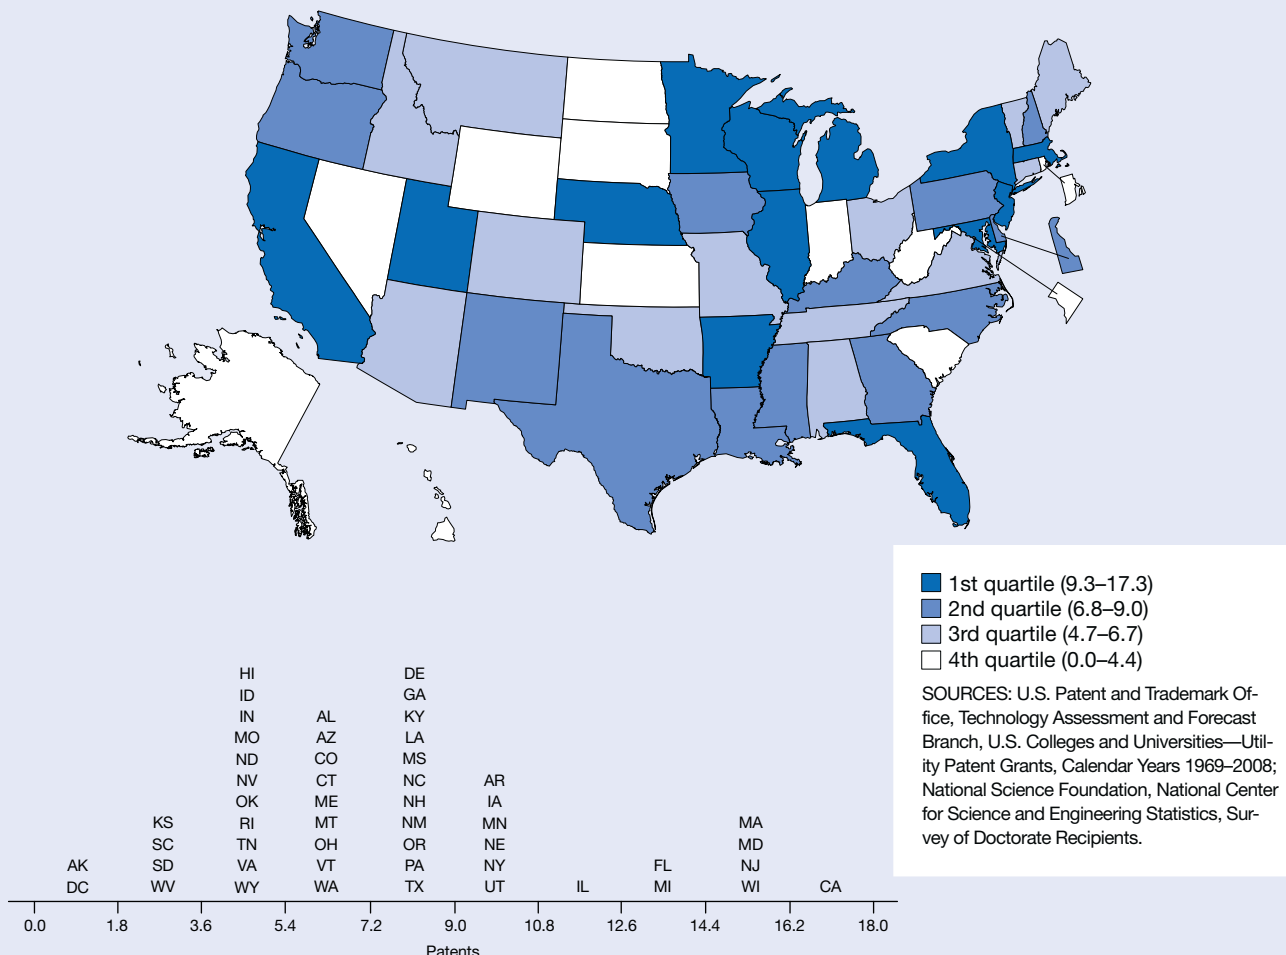 1st quartile (9.3–17.3)
2nd quartile (6.8–9.0)
3rd quartile (4.7–6.7)
4th quartile (0.0–4.4)
SOURCES: U.S. Patent and Trademark Of-
fice, Technology Assessment and Forecast
Branch, U.S. Colleges and Universities—Util-
ity Patent Grants, Calendar Years 1969–2008;
National Science Foundation, National Center
for Science and Engineering Statistics, Sur-
vey of Doctorate Recipients.
HI DE
ID GA
IN AL KY
MO AZ LA
ND CO MS
NV CT NC AR
OK ME NH IA
KS RI MT NM MN MA
SC TN OH OR NE MD
AK SD VA VT PA NY FL NJ
DC WV WY WA TX UT IL MI WI CA
0.0 1.8 3.6 5.4 7.2 9.0 10.8 12.6 14.4 16.2 18.0
Patents